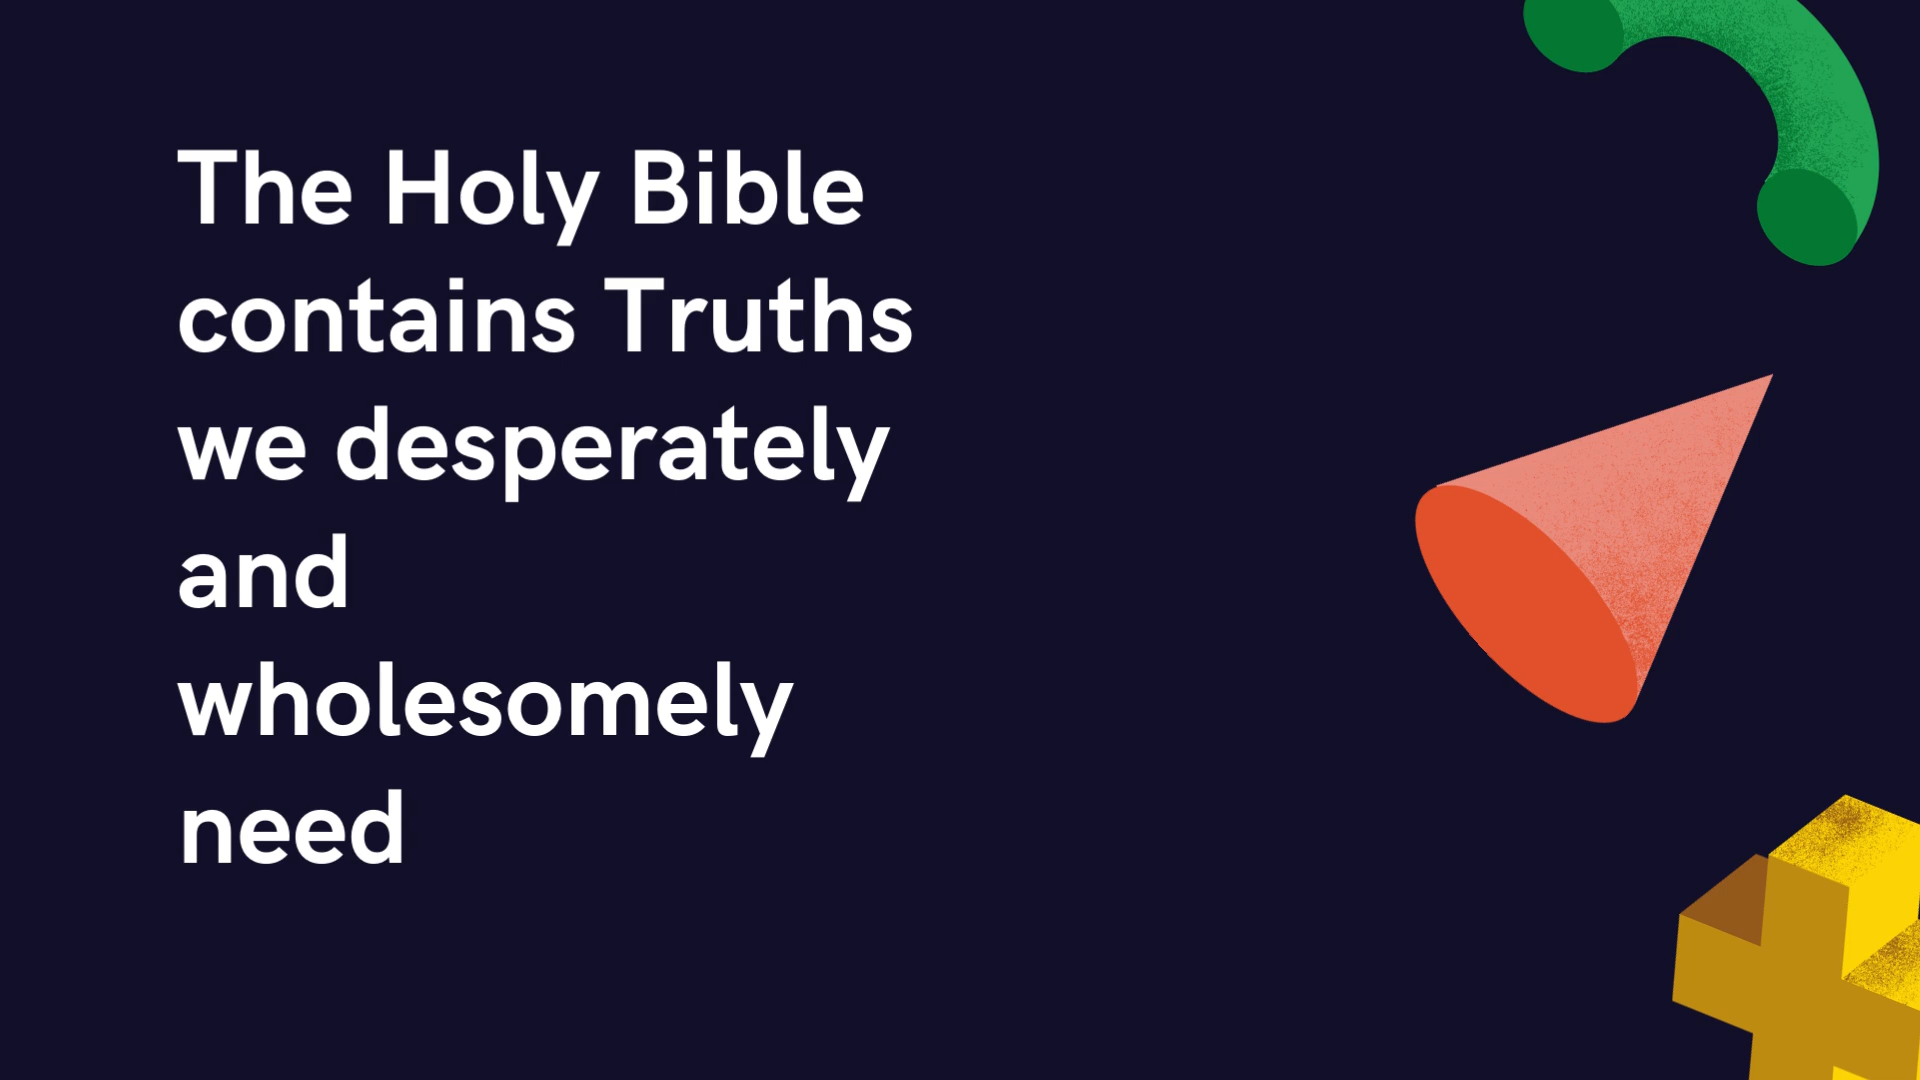 The Holy Bible
contains Truths
we desperately
and
wholesomely
need